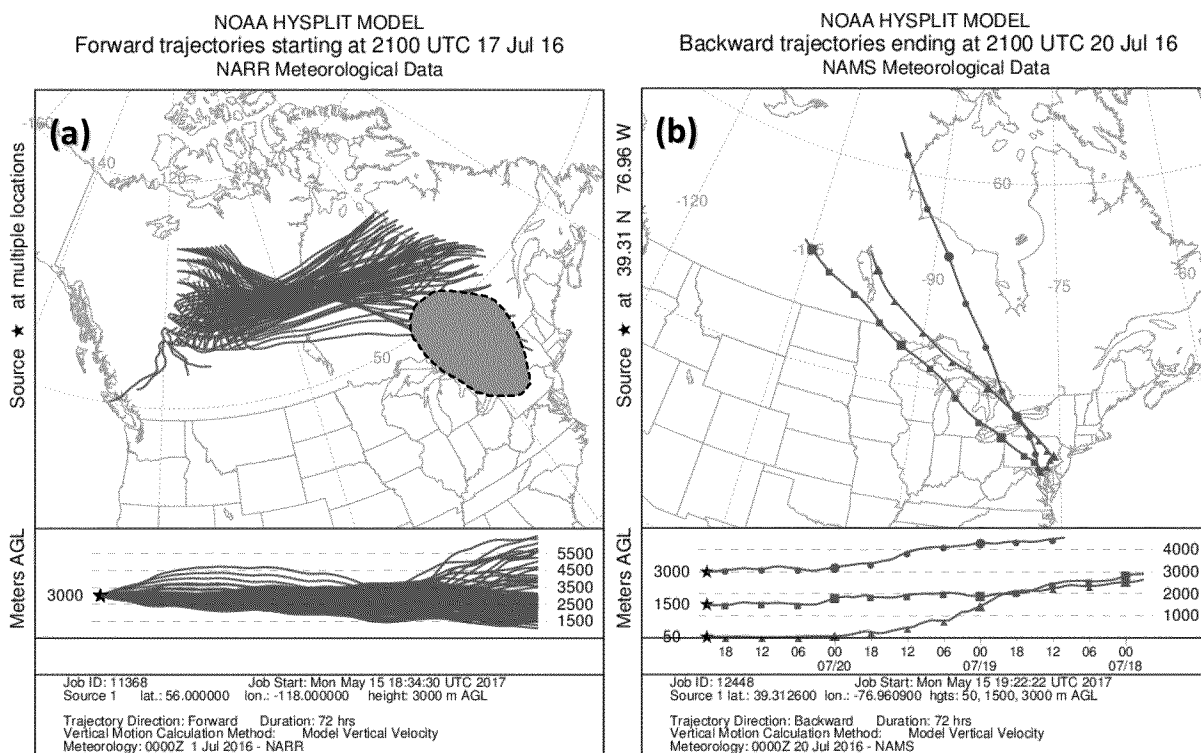 NOAA HYSPLIT MODEL
Forward trajectories starting at 2100 UTC 17 Jul 16
NARR Meteorological Data
(a)
-140
-120
60
50
Source ★ at multiple locations
Meters AGL
3000
5500
4500
3500
2500
1500
Job ID: 11368 Job Start: Mon May 15 18:34:30 UTC 2017
Source 1 lat.: 56.000000 lon.: -118.000000 height: 3000 m AGL
Trajectory Direction: Forward Duration: 72 hrs
Vertical Motion Calculation Method: Model Vertical Velocity
Meteorology: 0000Z 1 Jul 2016 - NARR
NOAA HYSPLIT MODEL
Backward trajectories ending at 2100 UTC 20 Jul 16
NAMS Meteorological Data
(b)
-120
60
-105
-90
-75
-60
Source ★ at 39.31 N 76.96 W
Meters AGL
3000
1500
50
4000
3000
2000
1000
18 12 06 00 18 12 06 00 18 12 06 00
07/20 07/19 07/18
Job ID: 12448 Job Start: Mon May 15 19:22:22 UTC 2017
Source 1 lat.: 39.312600 lon.: -76.960900 hgts: 50, 1500, 3000 m AGL
Trajectory Direction: Backward Duration: 72 hrs
Vertical Motion Calculation Method: Model Vertical Velocity
Meteorology: 0000Z 20 Jul 2016 - NAMS